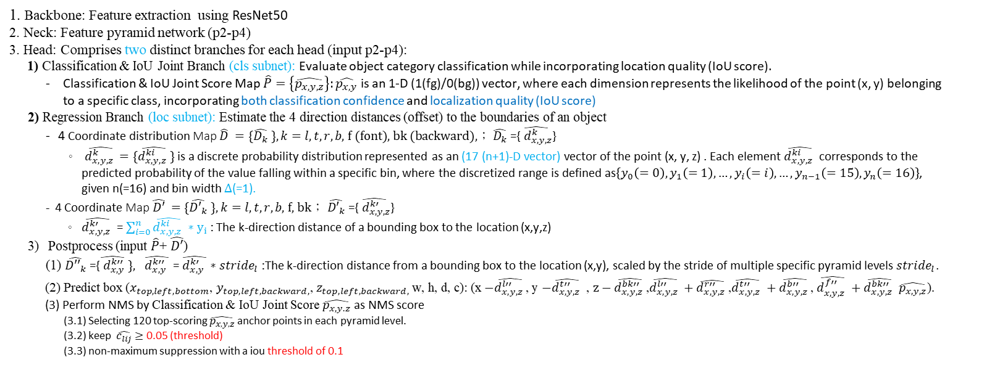 1. Backbone: Feature extraction using ResNet50
2. Neck: Feature pyramid network (p2-p4)
3. Head: Comprises two distinct branches for each head (input p2-p4):
1) Classification & IoU Joint Branch (cls subnet): Evaluate object category classification while incorporating location quality (IoU score).
- Classification & IoU Joint Score Map $\hat{P} = \{\widehat{p_{x,y,z}}\}: \widehat{p_{x,y}}$ is an 1-D (1(fg)/0(bg)) vector, where each dimension represents the likelihood of the point (x, y) belonging
to a specific class, incorporating both classification confidence and localization quality (IoU score)
2) Regression Branch (loc subnet): Estimate the 4 direction distances (offset) to the boundaries of an object
- 4 Coordinate distribution Map $\hat{D} = \{\widehat{D_k}\}, k = l, t, r, b$, f (font), bk (backward), ; $\widehat{D_k}$ ={ $\widehat{d^{k}_{x,y,z}}$}
◦ $\widehat{d^{k}_{x,y,z}} = \{\widehat{d^{ki}_{x,y,z}}\}$ is a discrete probability distribution represented as an (17 (n+1)-D vector) vector of the point (x, y, z) . Each element $\widehat{d^{ki}_{x,y,z}}$ corresponds to the
predicted probability of the value falling within a specific bin, where the discretized range is defined as{$y_0(= 0), y_1(= 1), ..., y_i(= i), ..., y_{n-1}(= 15), y_n(= 16)$},
given n(=16) and bin width Δ(=1).
- 4 Coordinate Map $\widehat{D'} = \{\widehat{D'_k}\}, k = l, t, r, b$, f, bk ; $\widehat{D'_k}$ ={ $\widehat{d^{k\prime}_{x,y,z}}$}
◦ $\widehat{d^{k\prime}_{x,y,z}} = \sum_{i=0}^{n} \widehat{d^{ki}_{x,y,z}} * y_i$ : The k-direction distance of a bounding box to the location (x,y,z)
3) Postprocess (input $\hat{P}$+ $\widehat{D'}$)
(1) $\widehat{D''}_k$ ={ $\widehat{d^{k\prime\prime}_{x,y}}$ }, $\widehat{d^{k\prime\prime}_{x,y}} = \widehat{d^{k\prime}_{x,y}} * stride_l$ :The k-direction distance from a bounding box to the location (x,y), scaled by the stride of multiple specific pyramid levels $stride_l$.
(2) Predict box ($x_{top,left,bottom}$, $y_{top,left,backward,}$, $z_{top,left,backward}$, w, h, d, c): (x $-\widehat{d^{l\prime\prime}_{x,y,z}}$, y $-\widehat{d^{t\prime\prime}_{x,y,z}}$, z $- \widehat{d^{bk\prime\prime}_{x,y,z}}$, $\widehat{d^{l\prime\prime}_{x,y,z}} + \widehat{d^{r\prime\prime}_{x,y,z}}$, $\widehat{d^{t\prime\prime}_{x,y,z}} + \widehat{d^{b\prime\prime}_{x,y,z}}$, $\widehat{d^{f\prime\prime}_{x,y,z}} + \widehat{d^{bk\prime\prime}_{x,y,z}}$ $\widehat{p_{x,y,z}}$).
(3) Perform NMS by Classification & IoU Joint Score $\widehat{p_{x,y.z}}$ as NMS score
(3.1) Selecting 120 top-scoring $\widehat{p_{x,y,z}}$ anchor points in each pyramid level.
(3.2) keep $\widehat{c_{lij}}$ ≥ 0.05 (threshold)
(3.3) non-maximum suppression with a iou threshold of 0.1